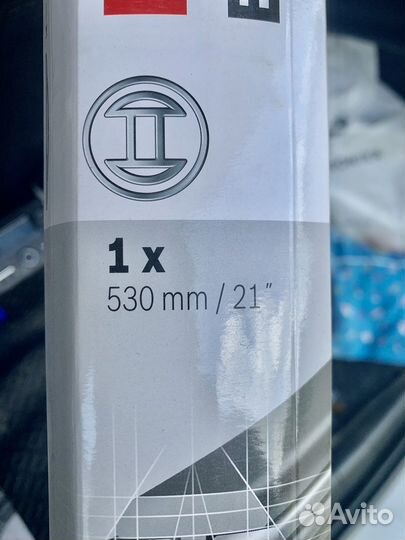 1 x
530 mm / 21"
Avito